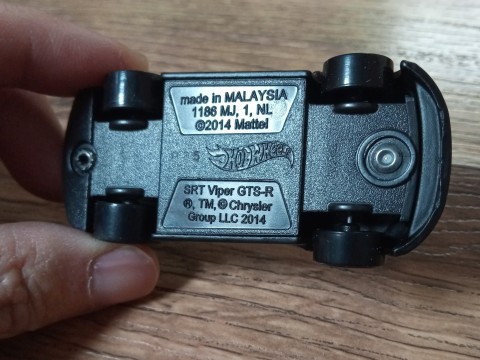 made in MALAYSIA
1186 MJ, 1, NL
©2014 Mattel
Hot Wheels
SRT Viper GTS-R
®, TM, © Chrysler
Group LLC 2014